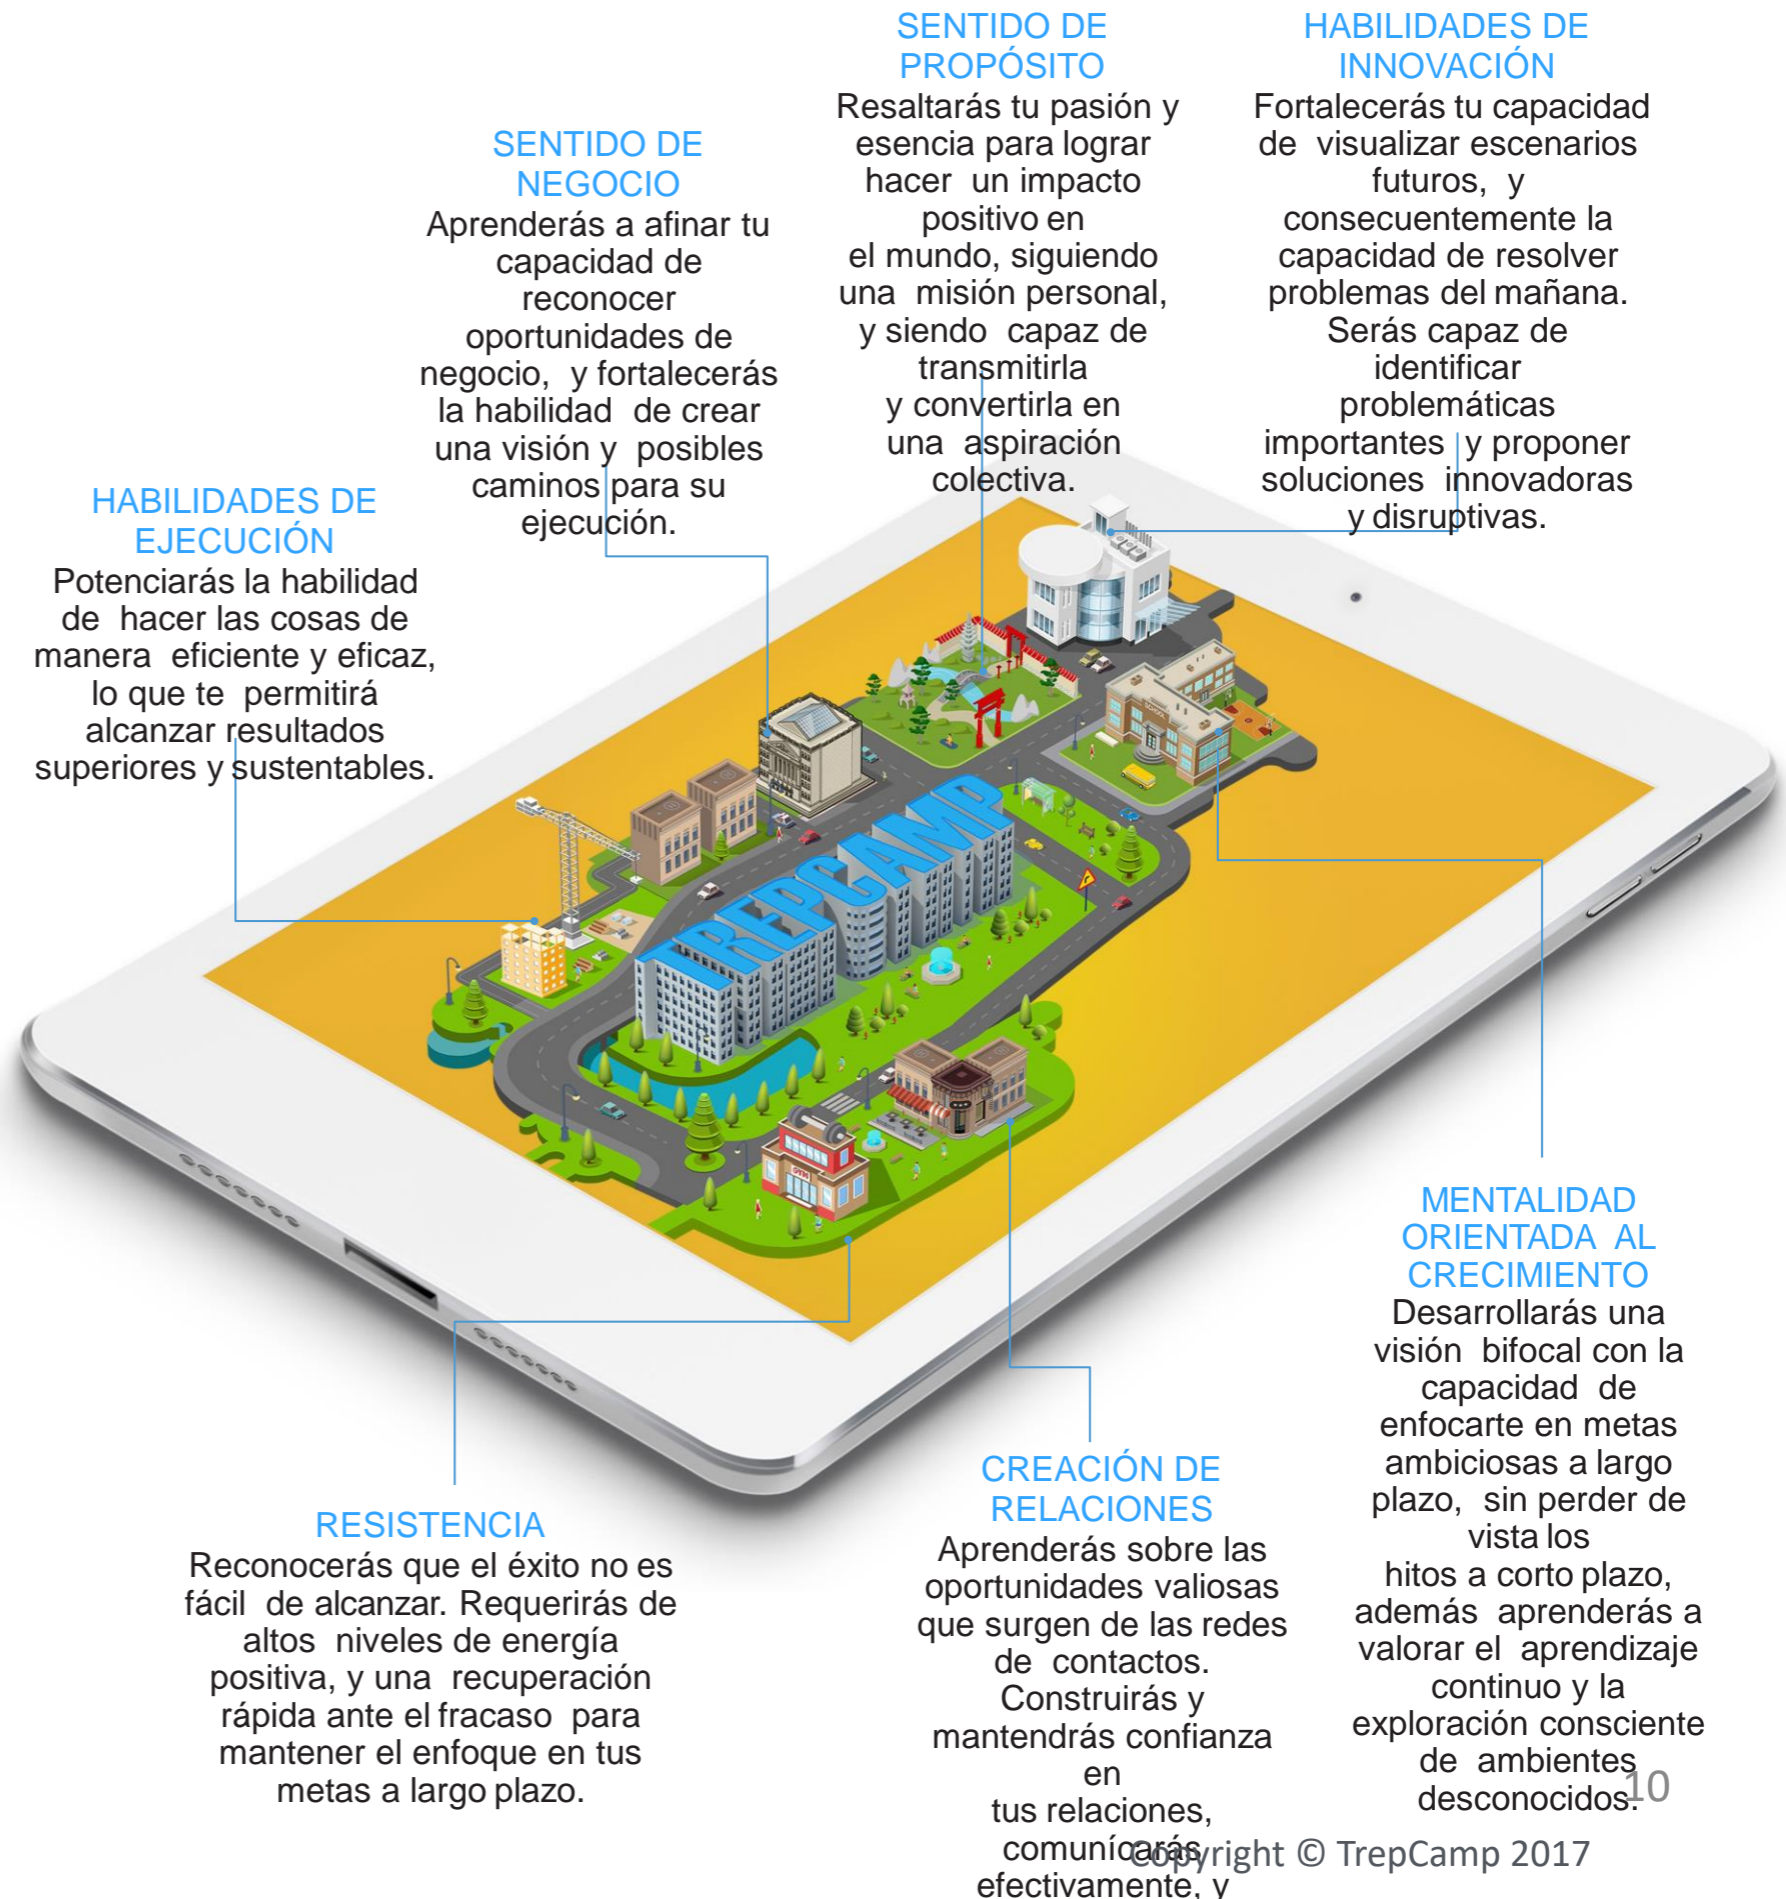 SENTIDO DE
PROPÓSITO
Resaltarás tu pasión y
esencia para lograr
hacer un impacto
positivo en
el mundo, siguiendo
una misión personal,
y siendo capaz de
transmitirla
y convertirla en
una aspiración
colectiva.
HABILIDADES DE
INNOVACIÓN
Fortalecerás tu capacidad
de visualizar escenarios
futuros, y
consecuentemente la
capacidad de resolver
problemas del mañana.
Serás capaz de
identificar
problemáticas
importantes y proponer
soluciones innovadoras
y disruptivas.
SENTIDO DE
NEGOCIO
Aprenderás a afinar tu
capacidad de
reconocer
oportunidades de
negocio, y fortalecerás
la habilidad de crear
una visión y posibles
caminos para su
ejecución.
HABILIDADES DE
EJECUCIÓN
Potenciarás la habilidad
de hacer las cosas de
manera eficiente y eficaz,
lo que te permitirá
alcanzar resultados
superiores y sustentables.
SCHOOL
TREPCAMP
GYM
MENTALIDAD
ORIENTADA AL
CRECIMIENTO
Desarrollarás una
visión bifocal con la
capacidad de
enfocarte en metas
ambiciosas a largo
plazo, sin perder de
vista los
hitos a corto plazo,
además aprenderás a
valorar el aprendizaje
continuo y la
exploración consciente
de ambientes
desconocidos.
CREACIÓN DE
RELACIONES
Aprenderás sobre las
oportunidades valiosas
que surgen de las redes
de contactos.
Construirás y
mantendrás confianza
en
tus relaciones,
comunícarás
efectivamente, y
RESISTENCIA
Reconocerás que el éxito no es
fácil de alcanzar. Requerirás de
altos niveles de energía
positiva, y una recuperación
rápida ante el fracaso para
mantener el enfoque en tus
metas a largo plazo.
10
Copyright © TrepCamp 2017